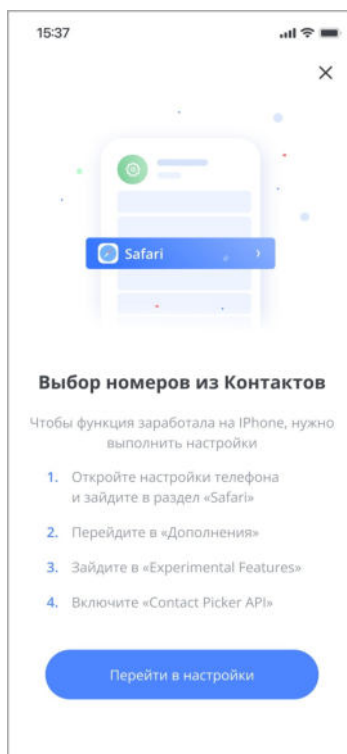 15:37
Safari
Выбор номеров из Контактов
Чтобы функция заработала на IPhone, нужно
выполнить настройки
1. Откройте настройки телефона
и зайдите в раздел «Safari»
2. Перейдите в «Дополнения»
3. Зайдите в «Experimental Features»
4. Включите «Contact Picker API»
Перейти в настройки